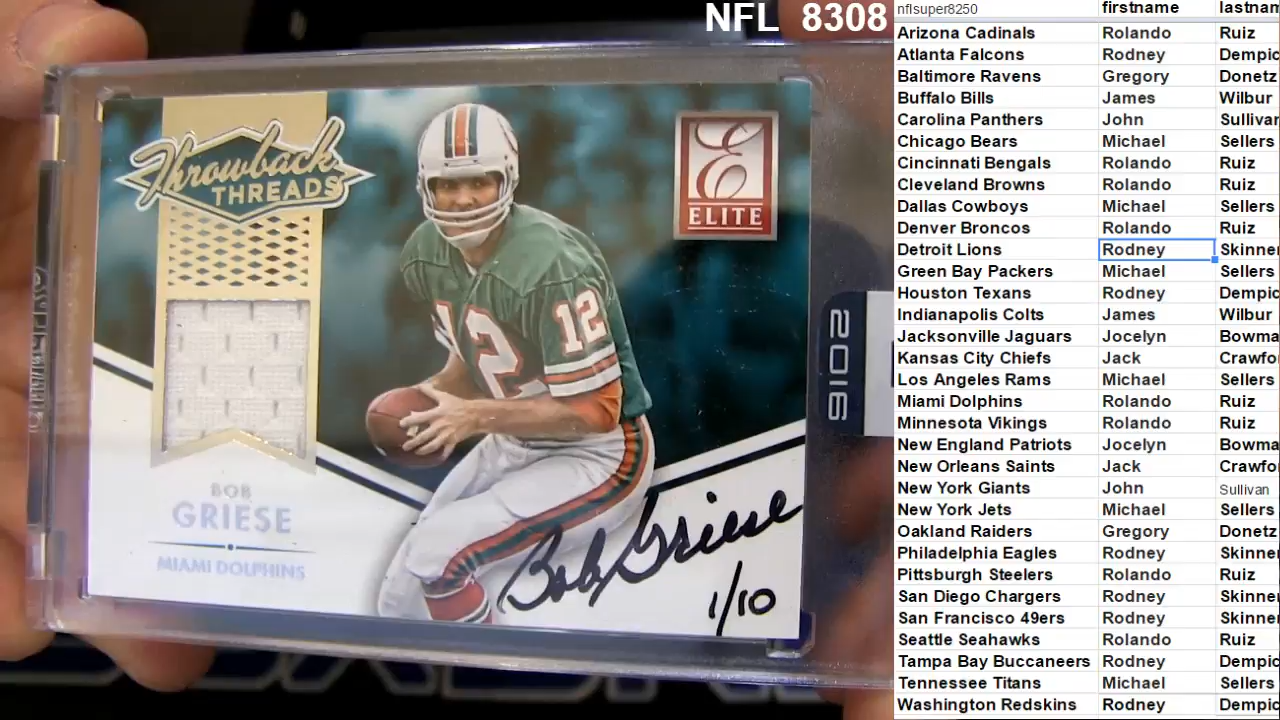 NFL 8308
Throwback
THREADS
E
ELITE
12
12
2016
BOB
GRIESE
MIAMI DOLPHINS
Bob Griese
1/10
nflsuper8250 firstname lastnam
Arizona Cadinals Rolando Ruiz
Atlanta Falcons Rodney Dempic
Baltimore Ravens Gregory Donetz
Buffalo Bills James Wilbur
Carolina Panthers John Sullivan
Chicago Bears Michael Sellers
Cincinnati Bengals Rolando Ruiz
Cleveland Browns Rolando Ruiz
Dallas Cowboys Michael Sellers
Denver Broncos Rolando Ruiz
Detroit Lions Rodney Skinner
Green Bay Packers Michael Sellers
Houston Texans Rodney Dempic
Indianapolis Colts James Wilbur
Jacksonville Jaguars Jocelyn Bowma
Kansas City Chiefs Jack Crawfo
Los Angeles Rams Michael Sellers
Miami Dolphins Rolando Ruiz
Minnesota Vikings Rolando Ruiz
New England Patriots Jocelyn Bowma
New Orleans Saints Jack Crawfo
New York Giants John Sullivan
New York Jets Michael Sellers
Oakland Raiders Gregory Donetz
Philadelphia Eagles Rodney Skinner
Pittsburgh Steelers Rolando Ruiz
San Diego Chargers Rodney Skinner
San Francisco 49ers Rodney Skinner
Seattle Seahawks Rolando Ruiz
Tampa Bay Buccaneers Rodney Dempic
Tennessee Titans Michael Sellers
Washington Redskins Rodney Dempic